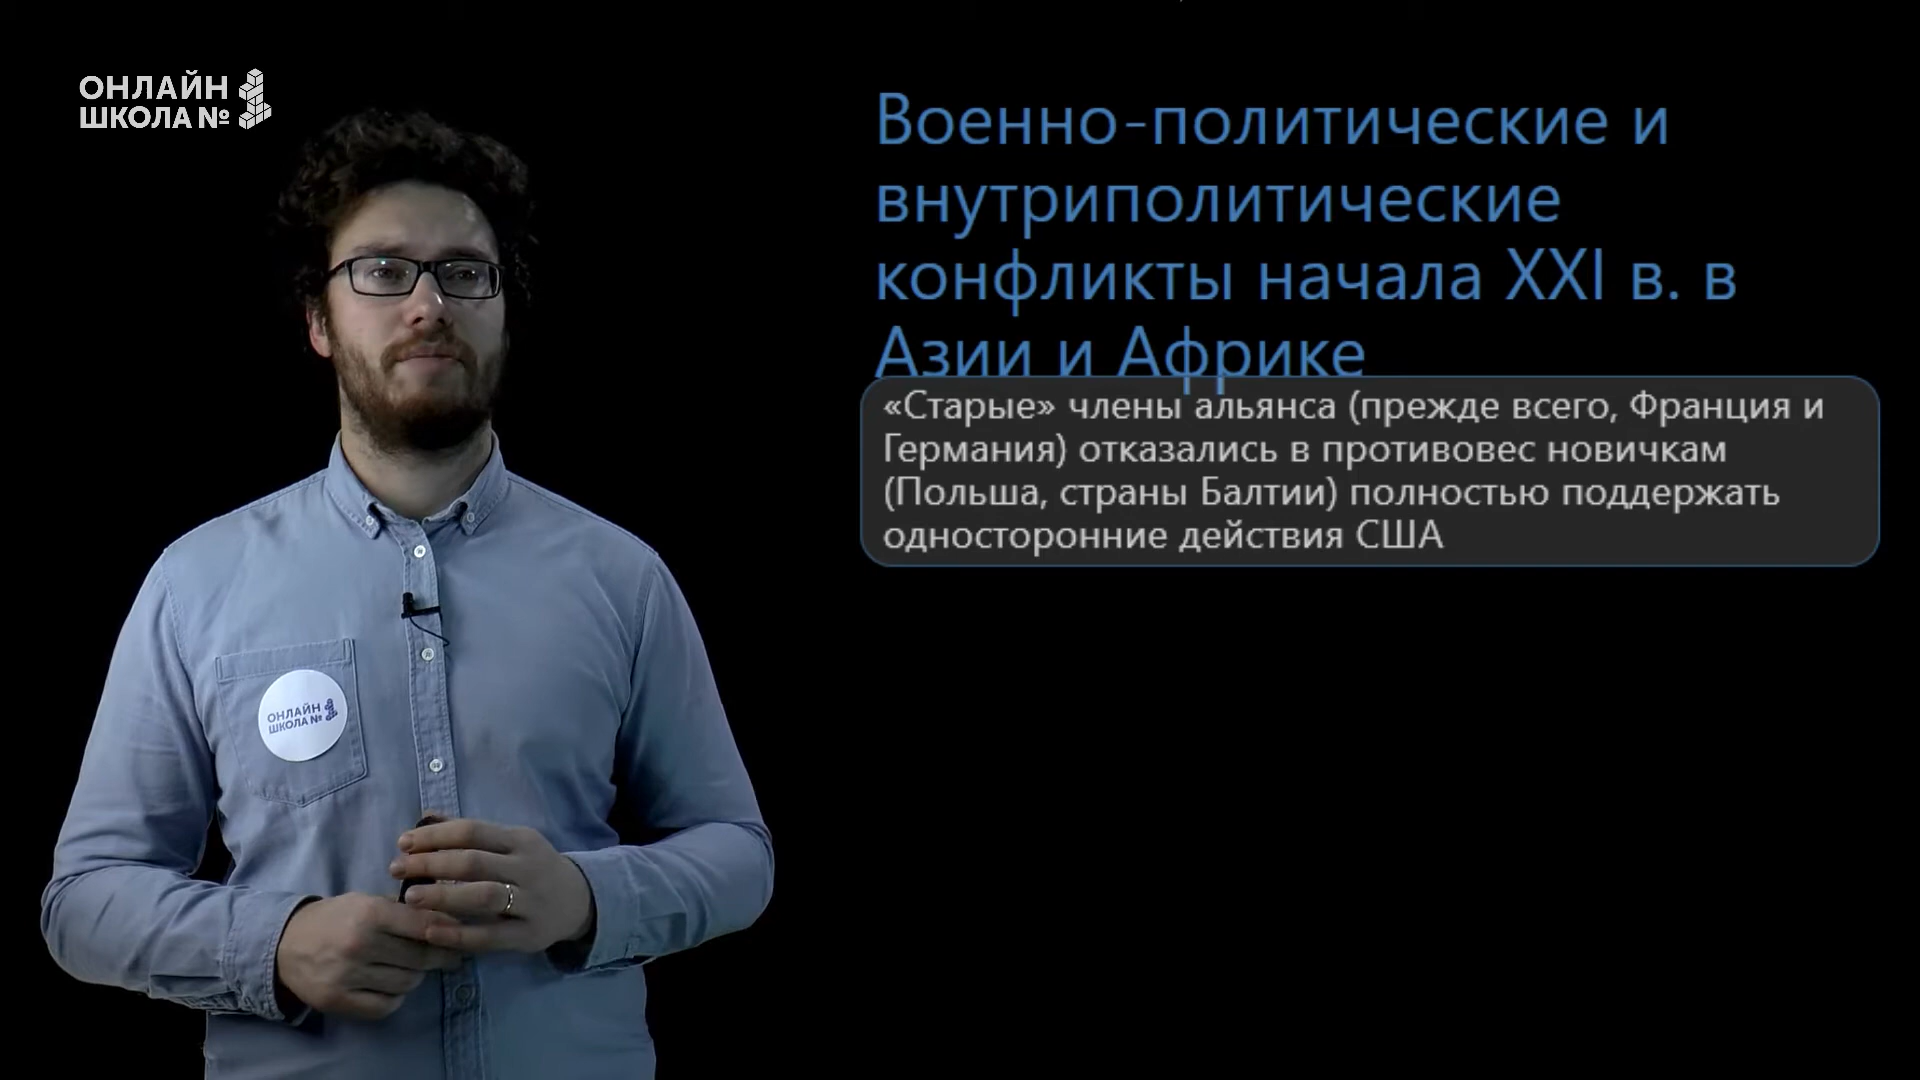 ОНЛАЙН
ШКОЛА №
Военно-политические и
внутриполитические
конфликты начала XXI в. в
Азии и Африке
«Старые» члены альянса (прежде всего, Франция и
Германия) отказались в противовес новичкам
(Польша, страны Балтии) полностью поддержать
односторонние действия США
ОНЛАЙН
ШКОЛА №